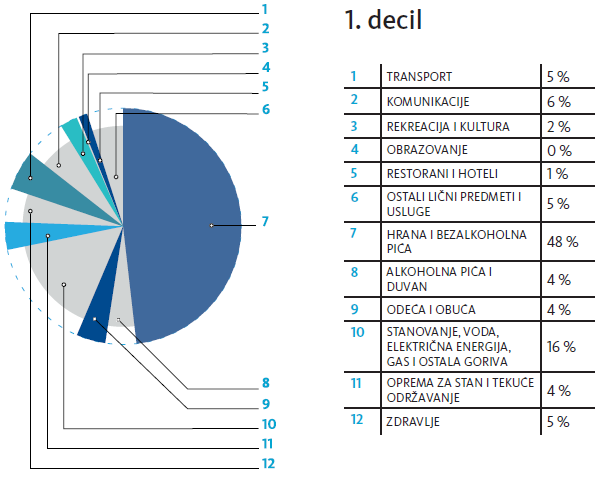 1. decil
1
2
3
4
5
6
7
8
9
10
11
12
1 TRANSPORT 5 %
2 KOMUNIKACIJE 6 %
3 REKREACIJA I KULTURA 2 %
4 OBRAZOVANJE 0 %
5 RESTORANI I HOTELI 1 %
6 OSTALI LIČNI PREDMETI I
USLUGE 5 %
7 HRANA I BEZALKOHOLNA
PIĆA 48 %
8 ALKOHOLNA PIĆA I
DUVAN 4 %
9 ODEĆA I OBUĆA 4 %
10 STANOVANJE, VODA,
ELEKTRIČNA ENERGIJA, 16 %
GAS I OSTALA GORIVA
11 OPREMA ZA STAN I TEKUĆE
ODRŽAVANJE 4 %
12 ZDRAVLJE 5 %